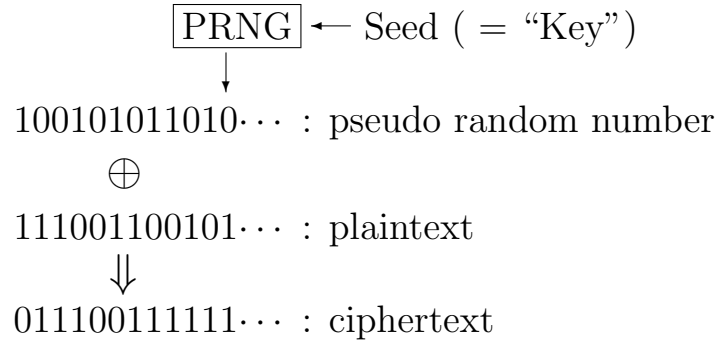 PRNG ← Seed ( = “Key”)
100101011010··· : pseudo random number
⊕
111001100101··· : plaintext
⇓
011100111111··· : ciphertext